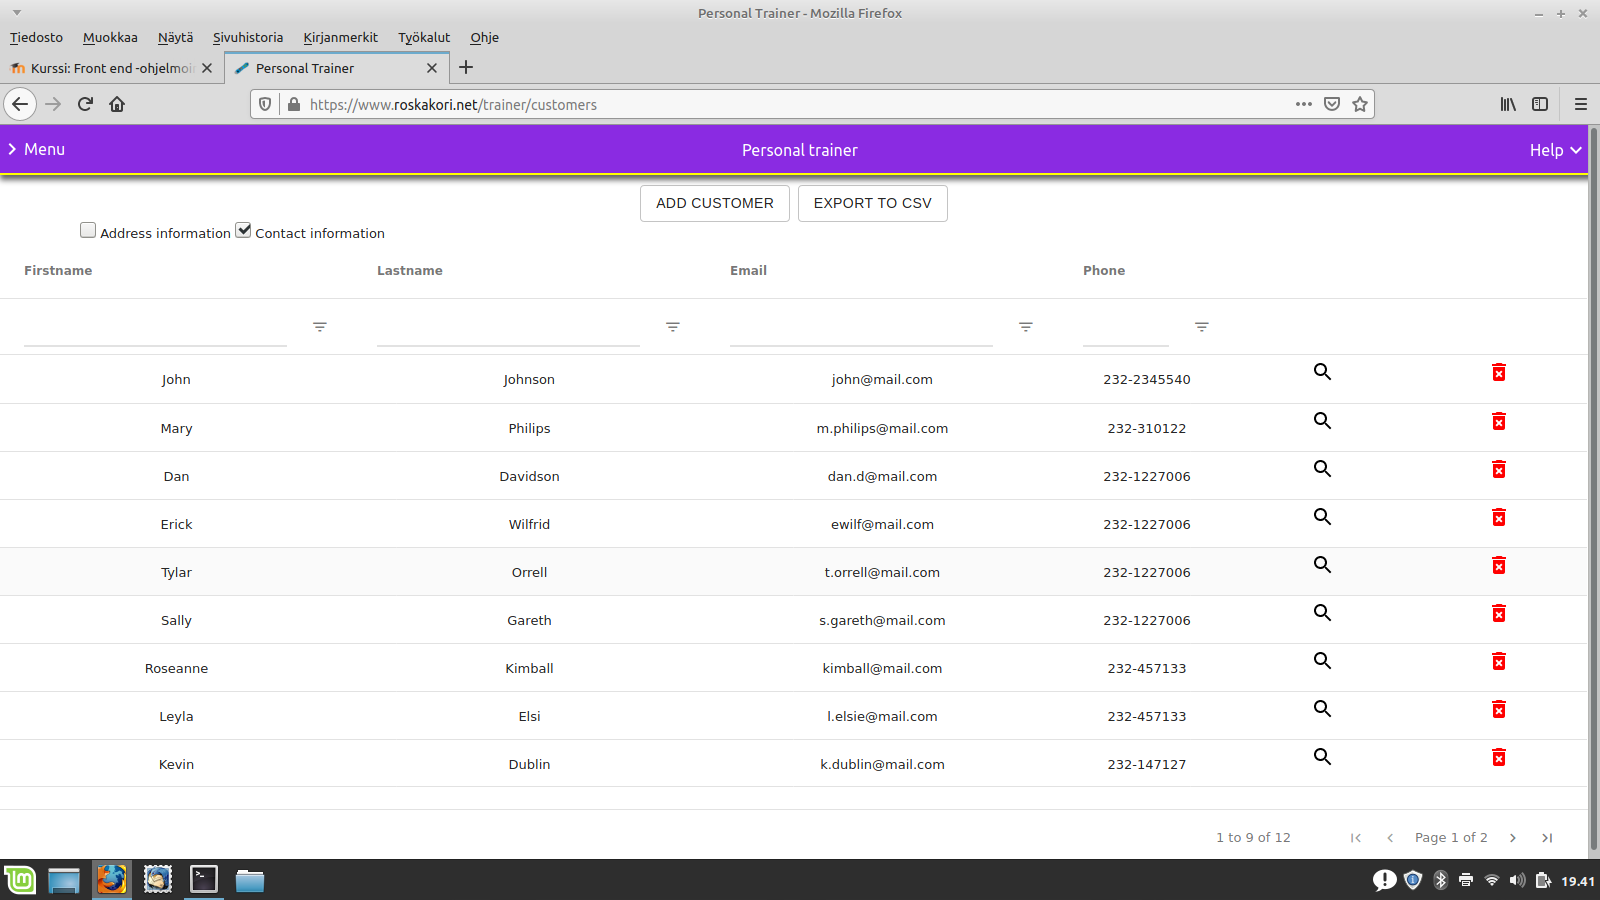 Personal Trainer - Mozilla Firefox
Tiedosto Muokkaa Näytä Sivuhistoria Kirjanmerkit Työkalut Ohje
Kurssi: Front end -ohjelmoi Personal Trainer
https://www.roskakori.net/trainer/customers
Menu Personal trainer Help
ADD CUSTOMER EXPORT TO CSV
Address information Contact information
Firstname Lastname Email Phone
John Johnson john@mail.com 232-2345540
Mary Philips m.philips@mail.com 232-310122
Dan Davidson dan.d@mail.com 232-1227006
Erick Wilfrid ewilf@mail.com 232-1227006
Tylar Orrell t.orrell@mail.com 232-1227006
Sally Gareth s.gareth@mail.com 232-1227006
Roseanne Kimball kimball@mail.com 232-457133
Leyla Elsi l.elsie@mail.com 232-457133
Kevin Dublin k.dublin@mail.com 232-147127
1 to 9 of 12 Page 1 of 2
19.41